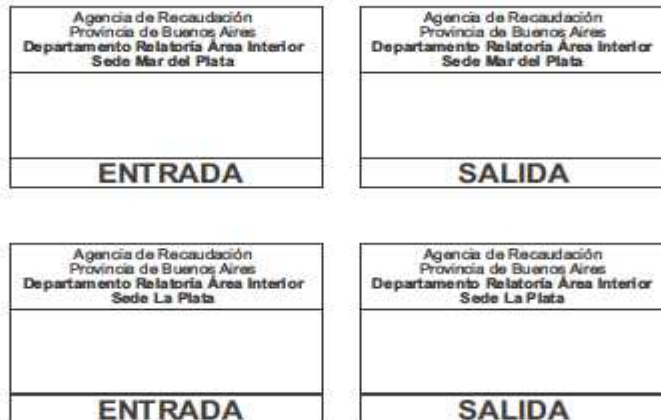 Agencia de Recaudación
Provincia de Buenos Aires
Departamento Relatoría Área Interior
Sede Mar del Plata
ENTRADA
Agencia de Recaudación
Provincia de Buenos Aires
Departamento Relatoría Área Interior
Sede Mar del Plata
SALIDA
Agencia de Recaudación
Provincia de Buenos Aires
Departamento Relatoría Área Interior
Sede La Plata
ENTRADA
Agencia de Recaudación
Provincia de Buenos Aires
Departamento Relatoría Área Interior
Sede La Plata
SALIDA